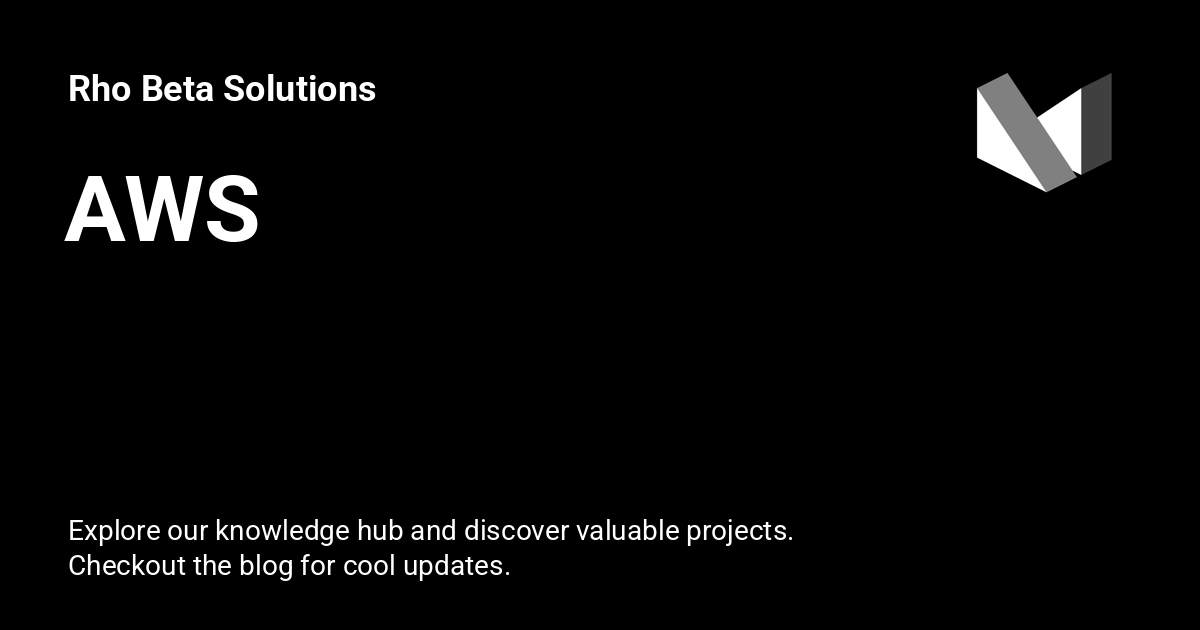 Rho Beta Solutions
AWS
Explore our knowledge hub and discover valuable projects.
Checkout the blog for cool updates.